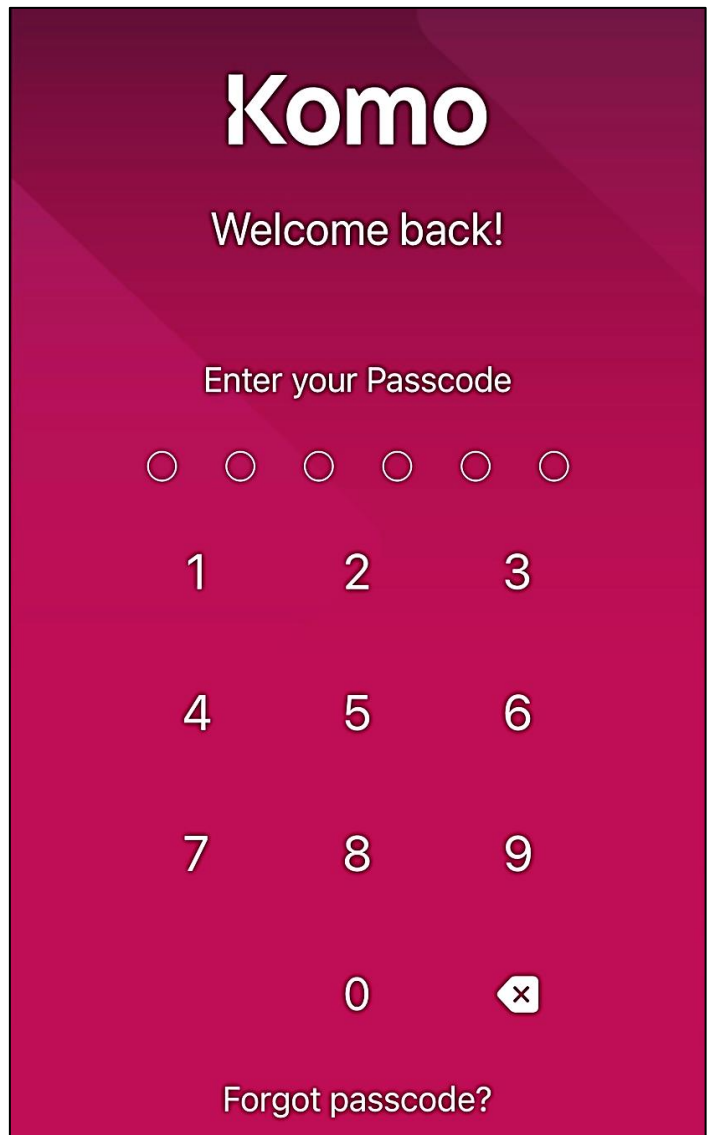 Komo
Welcome back!
Enter your Passcode
1 2 3
4 5 6
7 8 9
0
Forgot passcode?